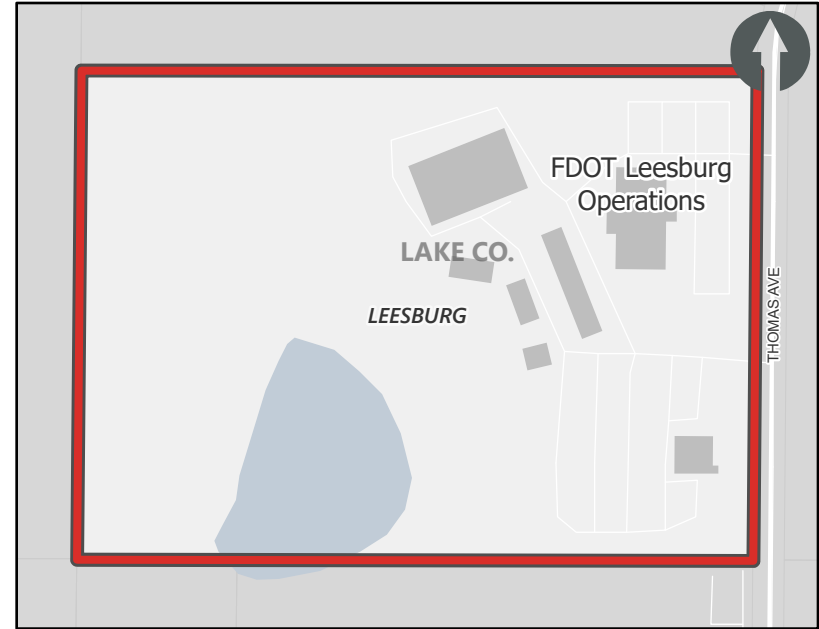 FDOT Leesburg
Operations
LAKE CO.
LEESBURG
THOMAS AVE